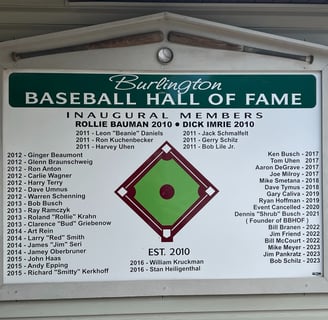 Burlington
BASEBALL HALL OF FAME
INAUGURAL MEMBERS
ROLLIE BAUMAN 2010 ● DICK IMRIE 2010
2011 - Leon "Beanie" Daniels
2011 - Ron Kuchenbecker
2011 - Harvey Uhen
2011 - Jack Schmalfelt
2011 - Gerry Schilz
2011 - Bob Lile Jr.
2012 - Ginger Beaumont
2012 - Glenn Braunschweig
2012 - Ron Anton
2012 - Carlie Wagner
2012 - Harry Terry
2012 - Dave Umnus
2012 - Warren Schenning
2013 - Bob Busch
2013 - Ray Ramczyk
2013 - Roland "Rollie" Krahn
2013 - Clarence "Bud" Griebenow
2014 - Art Rein
2014 - Larry "Red" Smith
2014 - James "Jim" Seri
2014 - Jamey Oberbruner
2015 - John Haas
2015 - Andy Epping
2015 - Richard "Smitty" Kerkhoff
EST. 2010
2016 - William Kruckman
2016 - Stan Heiligenthal
Ken Busch - 2017
Tom Uhen - 2017
Aaron DeGrave - 2017
Joe Milroy - 2017
Mike Smetana - 2018
Dave Tymus - 2018
Gary Caliva - 2019
Ryan Hoffman - 2019
Event Cancelled - 2020
Dennis "Shrub" Busch - 2021
( Founder of BBHOF )
Bill Branen - 2022
Jim Friend - 2022
Bill McCourt - 2022
Mike Meyer - 2023
Jim Pankratz - 2023
Bob Schilz - 2023